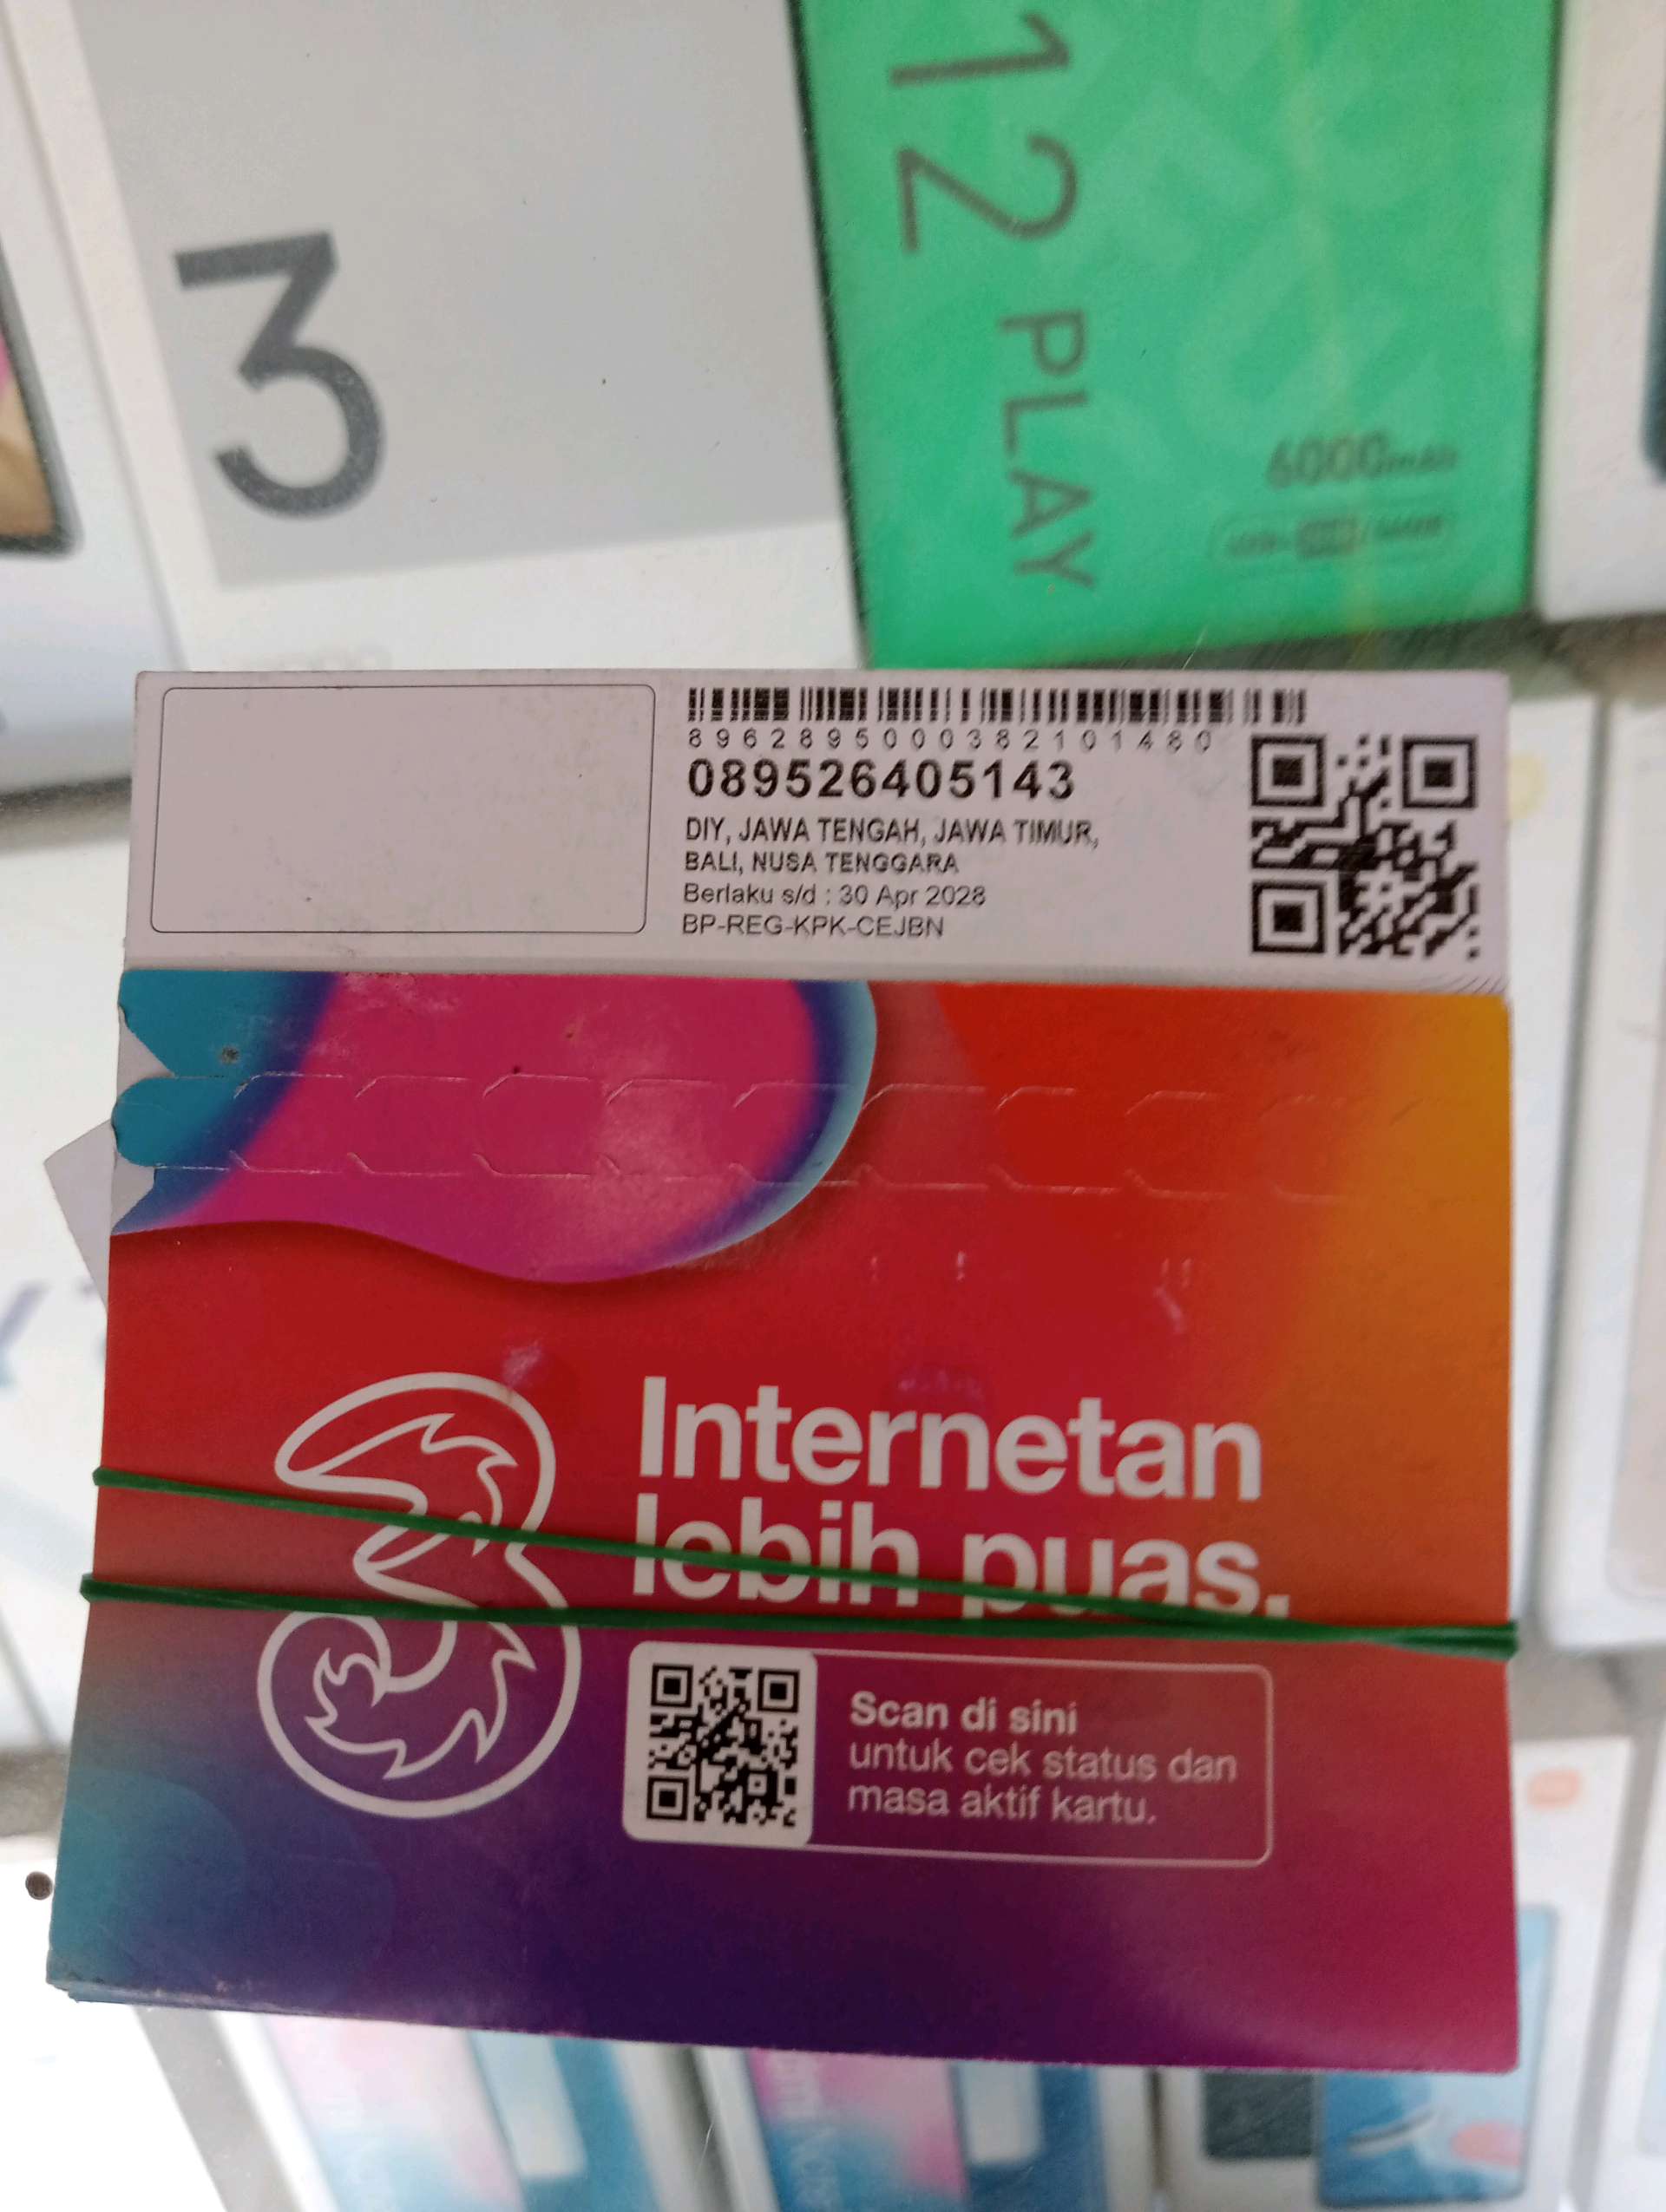 3
12 PLAY
6000mAh
8962895000382101480
089526405143
DIY, JAWA TENGAH, JAWA TIMUR,
BALI, NUSA TENGGARA
Berlaku s/d : 30 Apr 2028
BP-REG-KPK-CEJBN
Internetan
lebih puas.
Scan di sini
untuk cek status dan
masa aktif kartu.